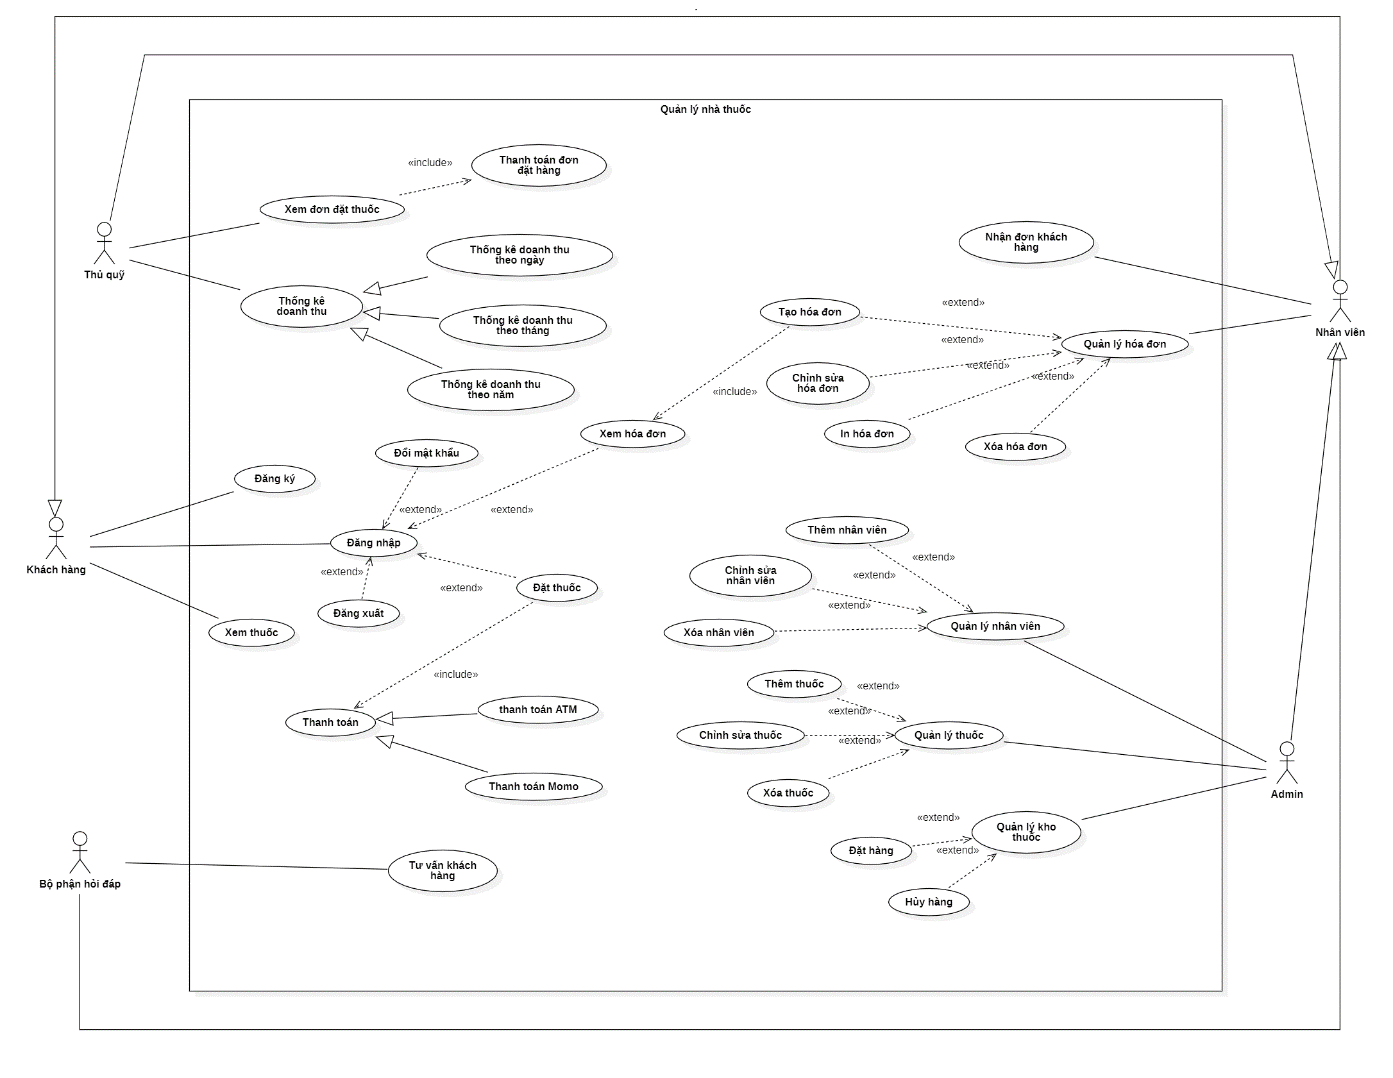 Quản lý nhà thuốc
«include»
Thanh toán đơn
đặt hàng
Xem đơn đặt thuốc
Thủ quỹ
Thống kê doanh thu
theo ngày
Nhận đơn khách
hàng
Thống kê
doanh thu
Thống kê doanh thu
theo tháng
Tạo hóa đơn
«extend»
Nhân viên
«extend»
Quản lý hóa đơn
Thống kê doanh thu
theo năm
Chỉnh sửa
hóa đơn
«extend»
«extend»
«include»
Xem hóa đơn
In hóa đơn
Xóa hóa đơn
Đổi mật khẩu
Đăng ký
«extend»
«extend»
Đăng nhập
Thêm nhân viên
«extend»
Khách hàng
«extend»
«extend»
Đặt thuốc
Chỉnh sửa
nhân viên
«extend»
«extend»
Đăng xuất
Xem thuốc
Xóa nhân viên
Quản lý nhân viên
«include»
Thêm thuốc
«extend»
«extend»
thanh toán ATM
Thanh toán
Chỉnh sửa thuốc
«extend»
Quản lý thuốc
Thanh toán Momo
Xóa thuốc
Admin
«extend»
Quản lý kho
thuốc
Đặt hàng
«extend»
Tư vấn khách
hàng
Bộ phận hỏi đáp
Hủy hàng